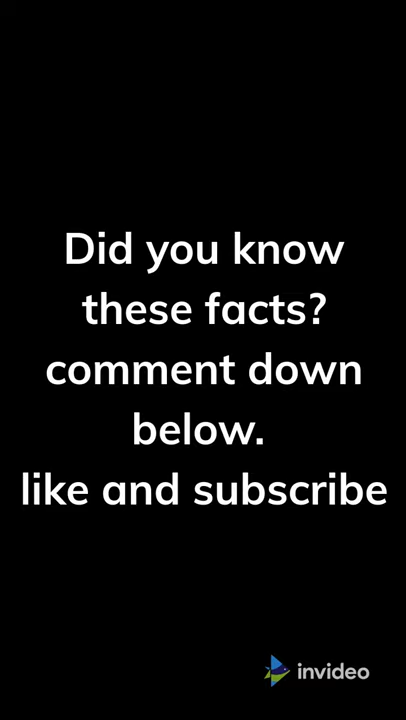 Did you know
these facts?
comment down
below.
like and subscribe
invideo